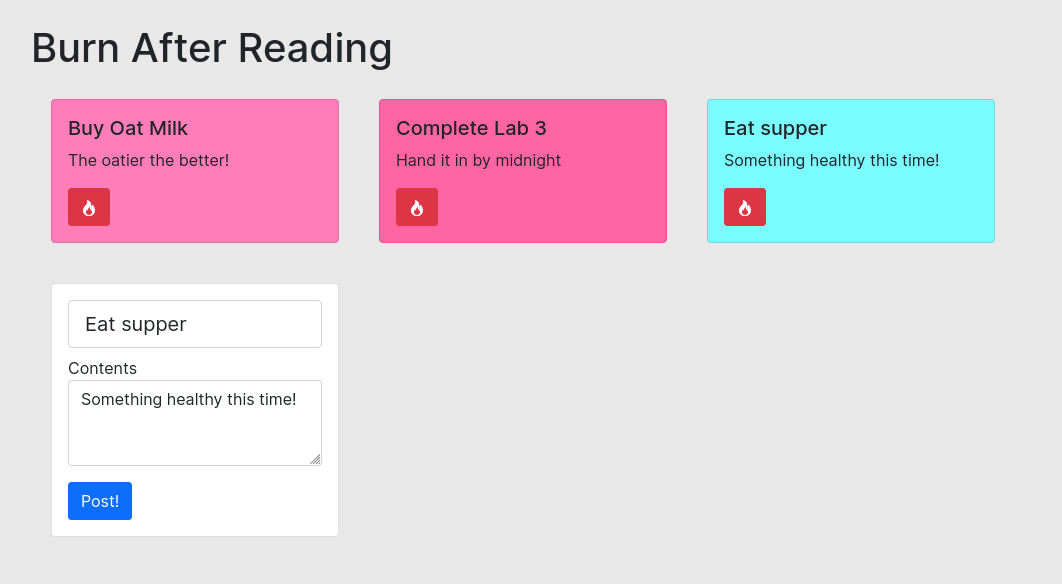 Burn After Reading
Buy Oat Milk
The oatier the better!
Complete Lab 3
Hand it in by midnight
Eat supper
Something healthy this time!
Eat supper
Contents
Something healthy this time!
Post!